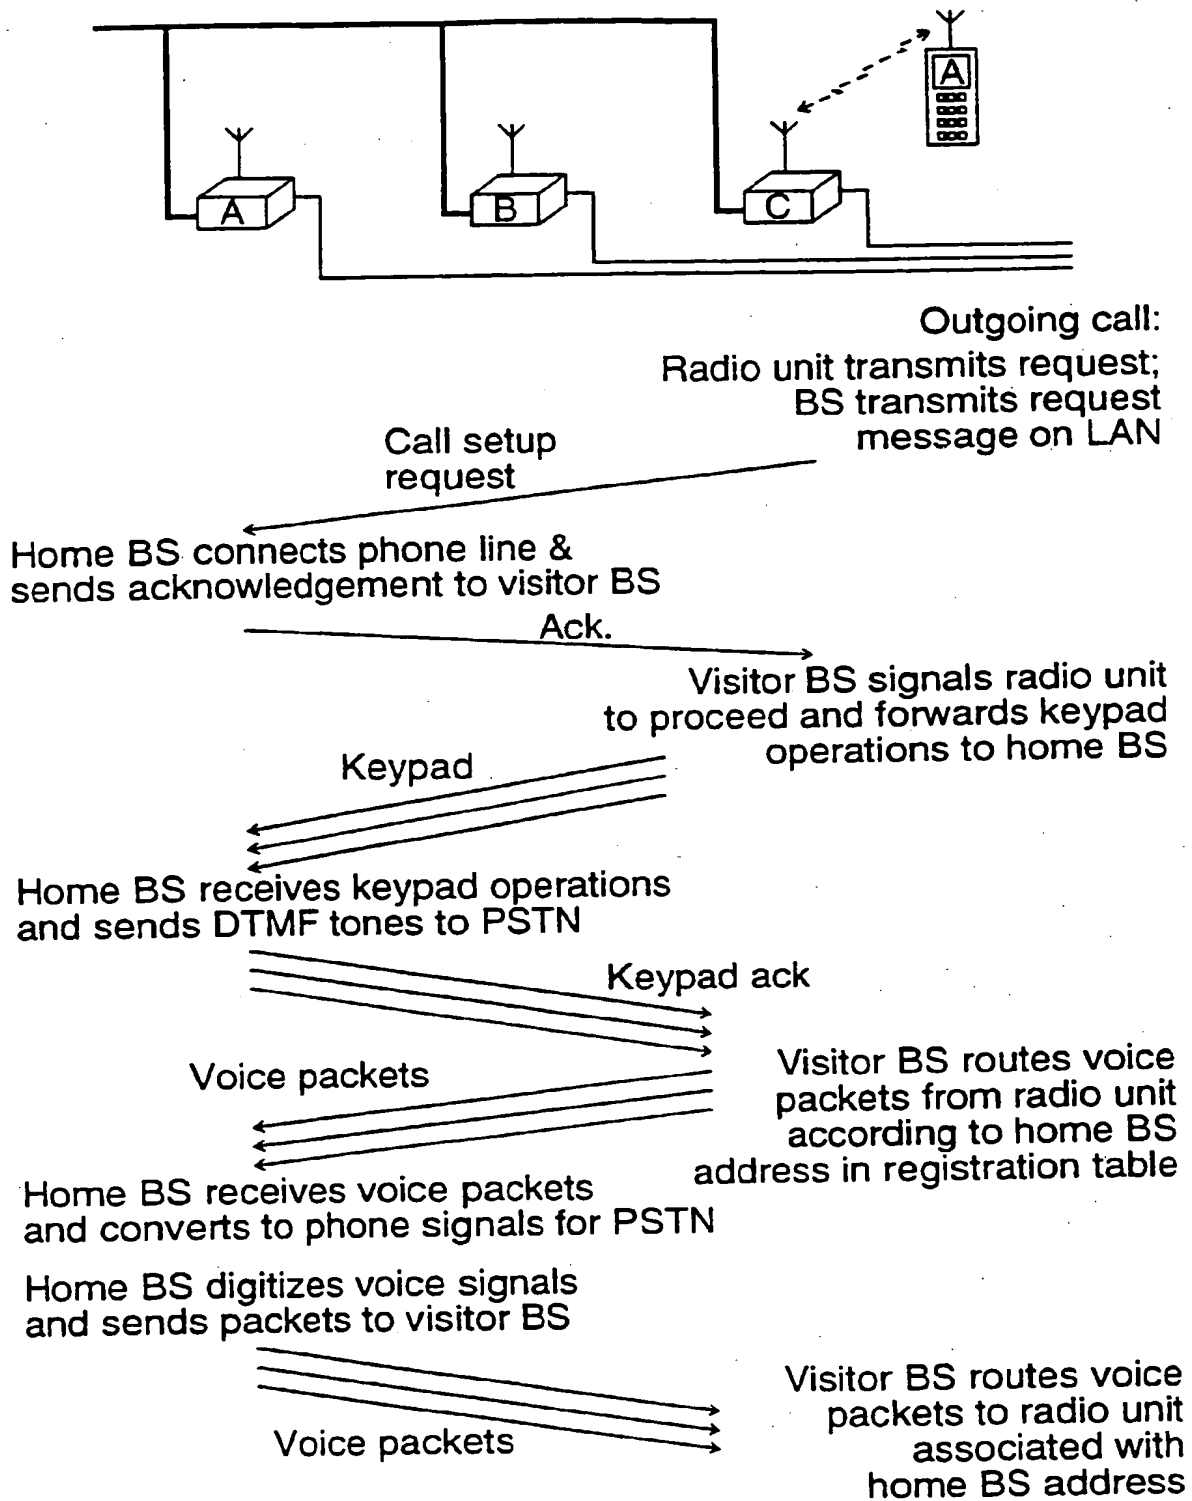 A
A
B
C
Outgoing call:
Radio unit transmits request;
BS transmits request
message on LAN
Call setup
request
Home BS connects phone line &
sends acknowledgement to visitor BS
Ack.
Visitor BS signals radio unit
to proceed and forwards keypad
operations to home BS
Keypad
Home BS receives keypad operations
and sends DTMF tones to PSTN
Keypad ack
Voice packets
Visitor BS routes voice
packets from radio unit
according to home BS
address in registration table
Home BS receives voice packets
and converts to phone signals for PSTN
Home BS digitizes voice signals
and sends packets to visitor BS
Voice packets
Visitor BS routes voice
packets to radio unit
associated with
home BS address